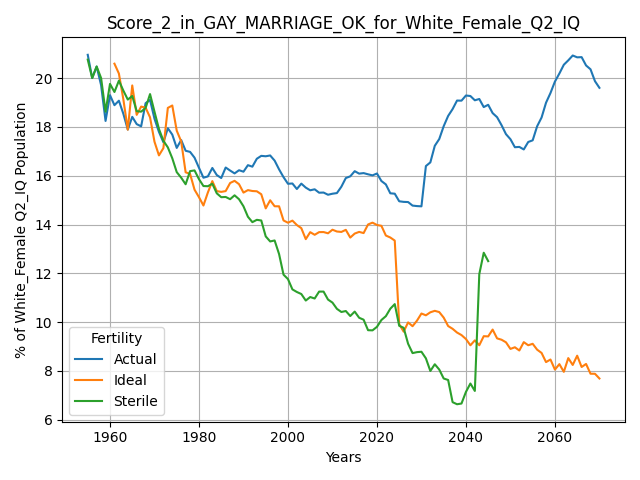 Score_2_in_GAY_MARRIAGE_OK_for_White_Female_Q2_IQ
% of White_Female Q2_IQ Population
20
18
16
14
12
10
8
6
Fertility
Actual
Ideal
Sterile
1960
1980
2000
2020
2040
2060
Years